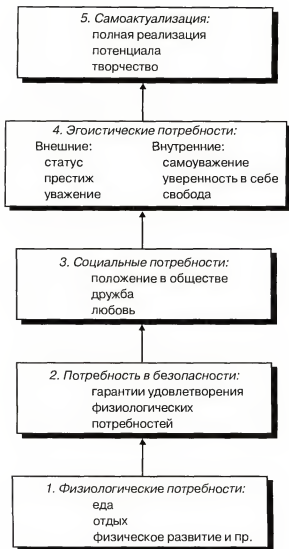 5. Самоактуализация:
полная реализация
потенциала
творчество
4. Эгоистические потребности:
Внешние: Внутренние:
статус самоуважение
престиж уверенность в себе
уважение свобода
3. Социальные потребности:
положение в обществе
дружба
любовь
2. Потребность в безопасности:
гарантии удовлетворения
физиологических
потребностей
1. Физиологические потребности:
еда
отдых
физическое развитие и пр.